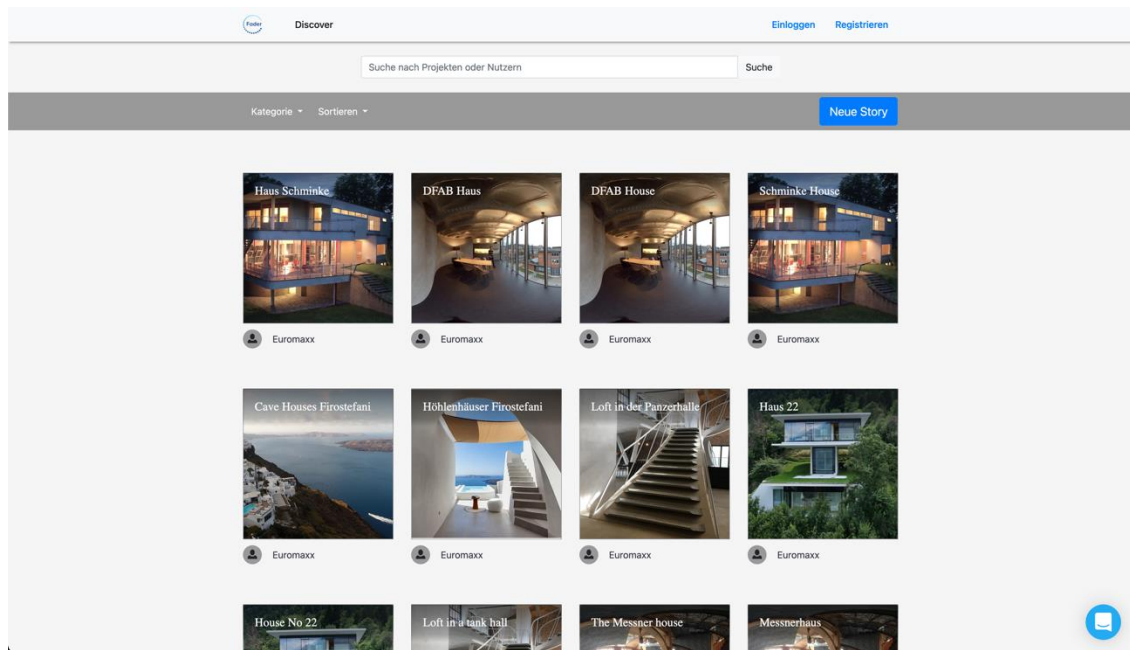 Fader
Discover
Einloggen
Registrieren
Suche nach Projekten oder Nutzern
Suche
Kategorie
Sortieren
Neue Story
Haus Schminke
DFAB Haus
DFAB House
Schminke House
Euromaxx
Euromaxx
Euromaxx
Euromaxx
Cave Houses Firostefani
Höhlenhäuser Firostefani
Loft in der Panzerhalle
Haus 22
Euromaxx
Euromaxx
Euromaxx
Euromaxx
House No 22
Loft in a tank hall
The Messner house
Messnerhaus